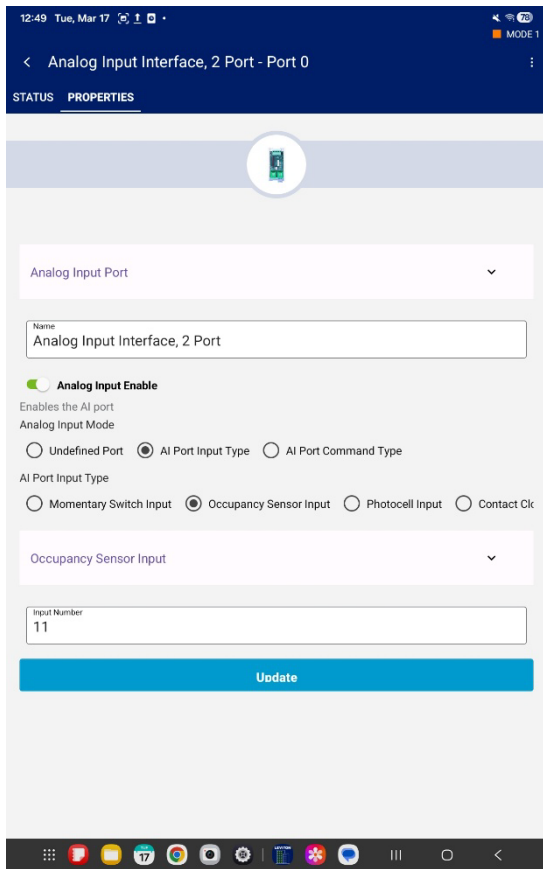 12:49 Tue, Mar 17
78
MODE 1
Analog Input Interface, 2 Port - Port 0
STATUS PROPERTIES
Analog Input Port
Name
Analog Input Interface, 2 Port
Analog Input Enable
Enables the AI port
Analog Input Mode
Undefined Port AI Port Input Type AI Port Command Type
AI Port Input Type
Momentary Switch Input Occupancy Sensor Input Photocell Input Contact Clo
Occupancy Sensor Input
Input Number
11
Update
17
LEVITON